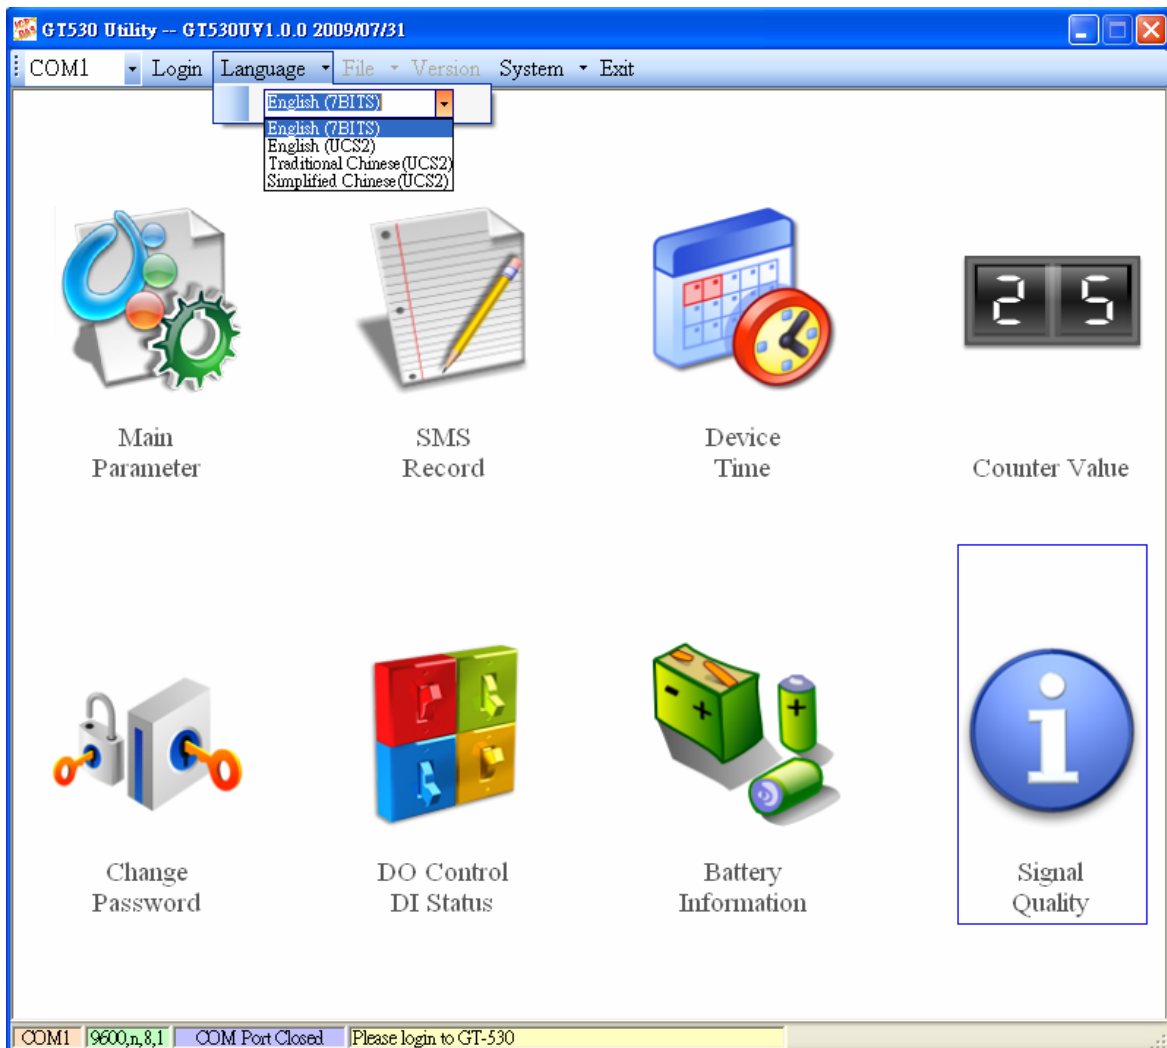 GT530 Utility -- GT530UV1.0.0 2009/07/31
COM1 Login Language File Version System Exit
English (7BITS)
English (7BITS)
English (UCS2)
Traditional Chinese(UCS2)
Simplified Chinese(UCS2)
25
Main
Parameter
SMS
Record
Device
Time
Counter Value
Change
Password
DO Control
DI Status
Battery
Information
Signal
Quality
COM1 9600,n,8,1 COM Port Closed Please login to GT-530